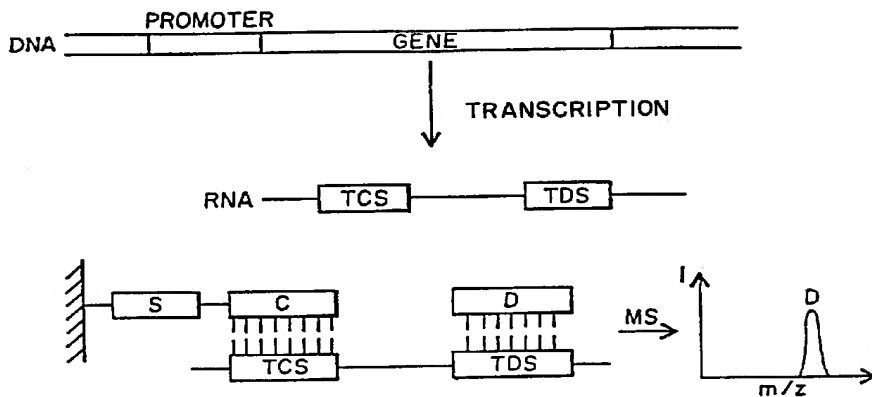 PROMOTER
DNA
GENE
TRANSCRIPTION
RNA
TCS
TDS
S
C
D
TCS
TDS
MS
I
D
m/z